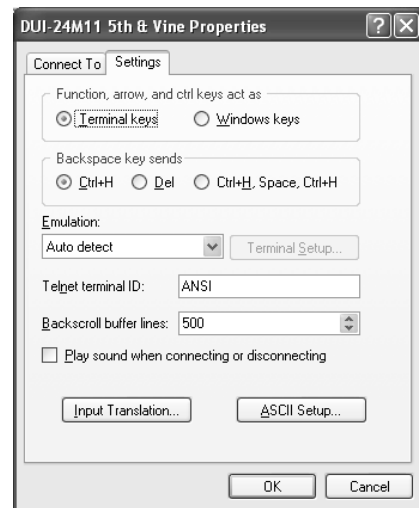 DUI-24M11 5th & Vine Properties
Connect To Settings
Function, arrow, and ctrl keys act as
Terminal keys Windows keys
Backspace key sends
Ctrl+H Del Ctrl+H, Space, Ctrl+H
Emulation:
Auto detect Terminal Setup...
Telnet terminal ID: ANSI
Backscroll buffer lines: 500
Play sound when connecting or disconnecting
Input Translation... ASCII Setup...
OK Cancel